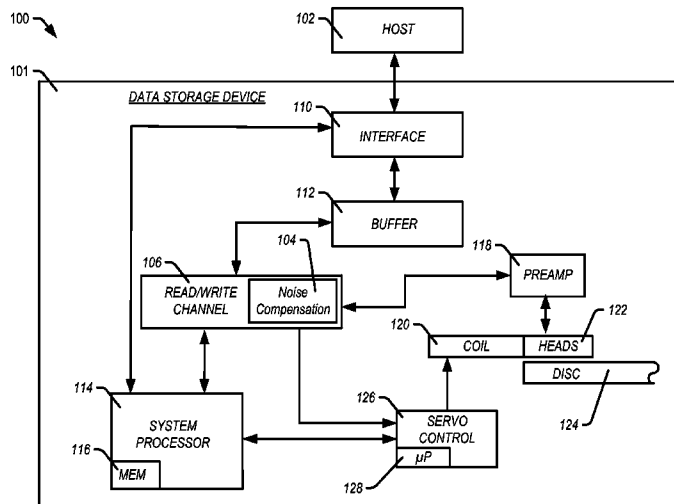 100
102
HOST
101
DATA STORAGE DEVICE
110
INTERFACE
112
BUFFER
104
106
118
READ/WRITE
CHANNEL
Noise
Compensation
PREAMP
120
122
COIL
HEADS
DISC
124
114
SYSTEM
PROCESSOR
116
MEM
126
SERVO
CONTROL
µP
128